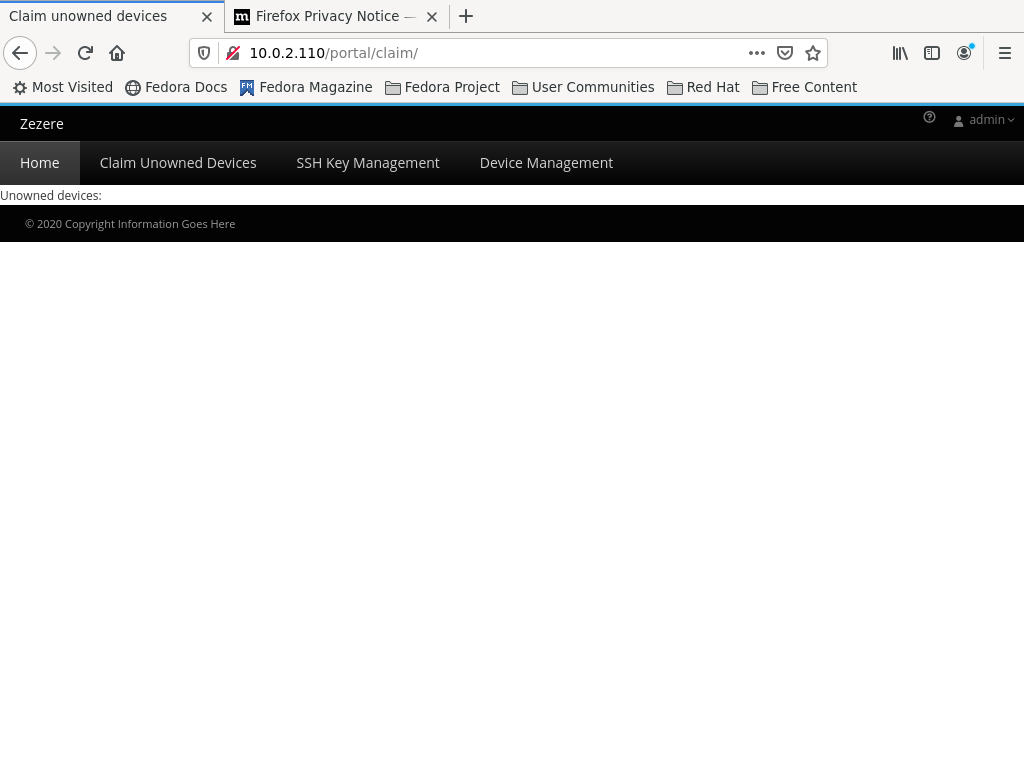 Claim unowned devices
m Firefox Privacy Notice —
10.0.2.110/portal/claim/
Most Visited Fedora Docs FM Fedora Magazine Fedora Project User Communities Red Hat Free Content
Zezere ? admin
Home Claim Unowned Devices SSH Key Management Device Management
Unowned devices:
© 2020 Copyright Information Goes Here